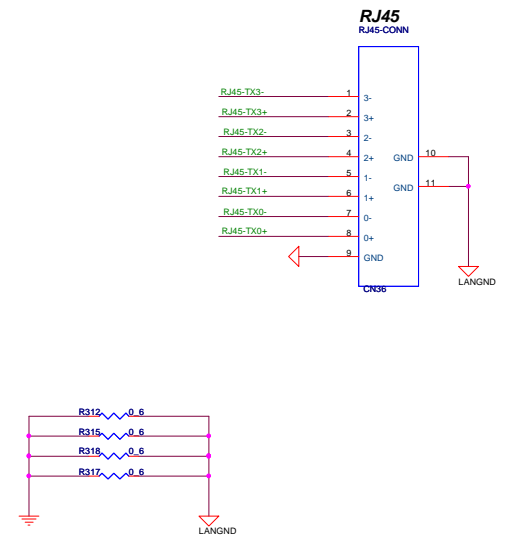 RJ45
RJ45-CONN
RJ45-TX3- 1 3-
RJ45-TX3+ 2 3+
RJ45-TX2- 3 2-
RJ45-TX2+ 4 2+ GND 10
RJ45-TX1- 5 1-
GND 11
RJ45-TX1+ 6 1+
RJ45-TX0- 7 0-
RJ45-TX0+ 8 0+
9 GND
LANGND
CN36
R312 0_6
R315 0_6
R318 0_6
R317 0_6
LANGND